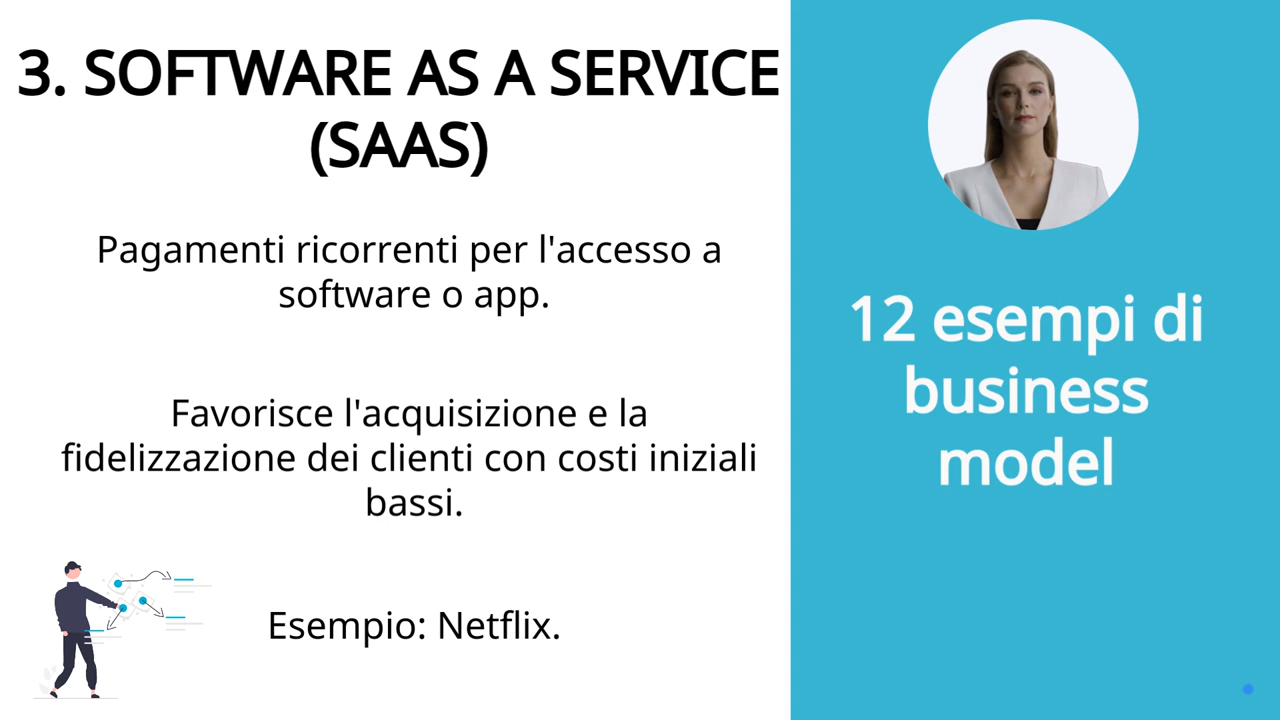 3. SOFTWARE AS A SERVICE
(SAAS)
Pagamenti ricorrenti per l'accesso a
software o app.
Favorisce l'acquisizione e la
fidelizzazione dei clienti con costi iniziali
bassi.
Esempio: Netflix.
12 esempi di
business
model